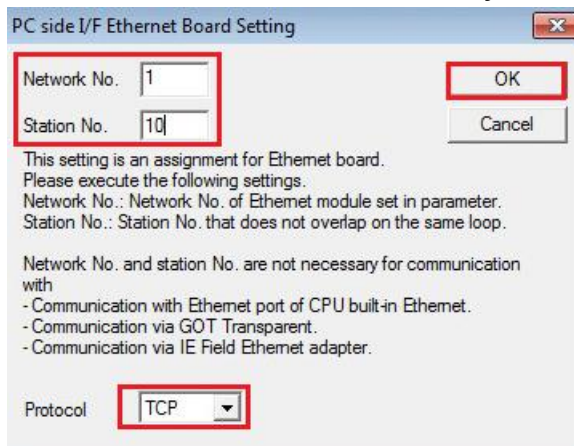 PC side I/F Ethernet Board Setting
Network No. 1
OK
Station No. 10
Cancel
This setting is an assignment for Ethernet board.
Please execute the following settings.
Network No.: Network No. of Ethernet module set in parameter.
Station No.: Station No. that does not overlap on the same loop.
Network No. and station No. are not necessary for communication
with
- Communication with Ethernet port of CPU built-in Ethernet.
- Communication via GOT Transparent.
- Communication via IE Field Ethernet adapter.
Protocol TCP